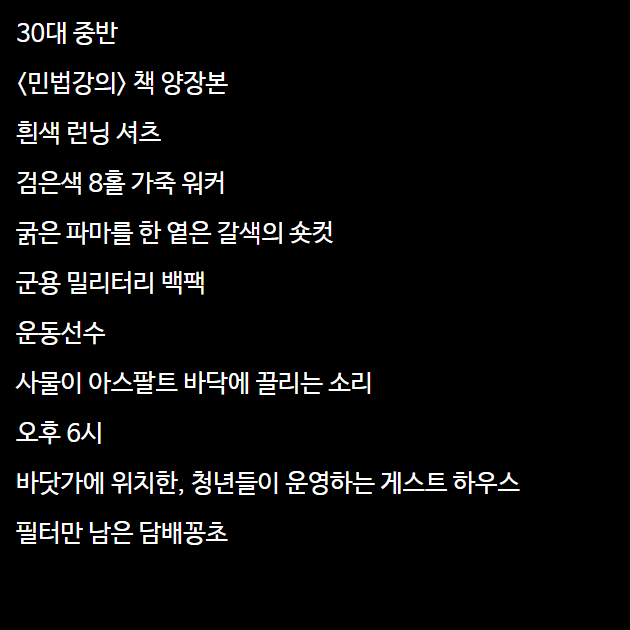 30대 중반
〈민법강의〉 책 양장본
흰색 런닝 셔츠
검은색 8홀 가죽 워커
굵은 파마를 한 옅은 갈색의 숏컷
군용 밀리터리 백팩
운동선수
사물이 아스팔트 바닥에 끌리는 소리
오후 6시
바닷가에 위치한, 청년들이 운영하는 게스트 하우스
필터만 남은 담배꽁초